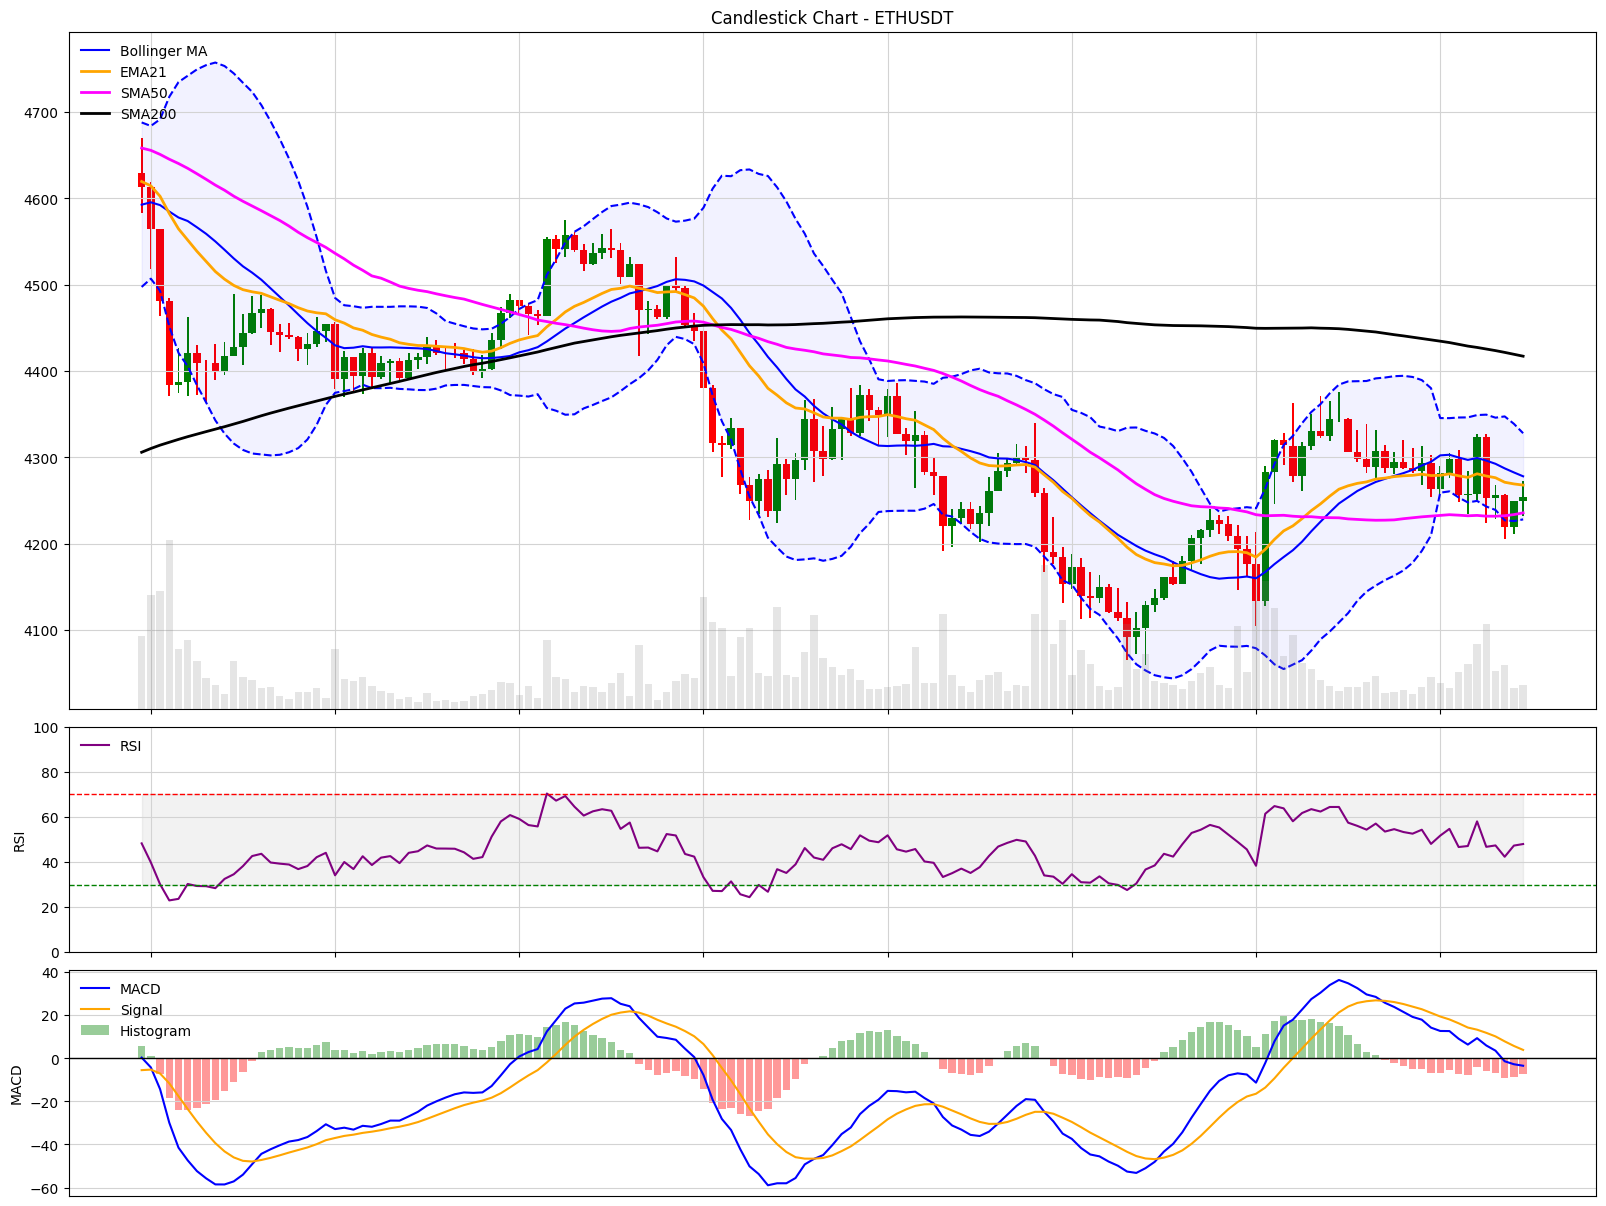 Candlestick Chart - ETHUSDT
Bollinger MA
EMA21
SMA50
SMA200
4700
4600
4500
4400
4300
4200
4100
RSI
100
80
60
40
20
0
RSI
MACD
Signal
Histogram
40
20
0
−20
−40
−60
MACD